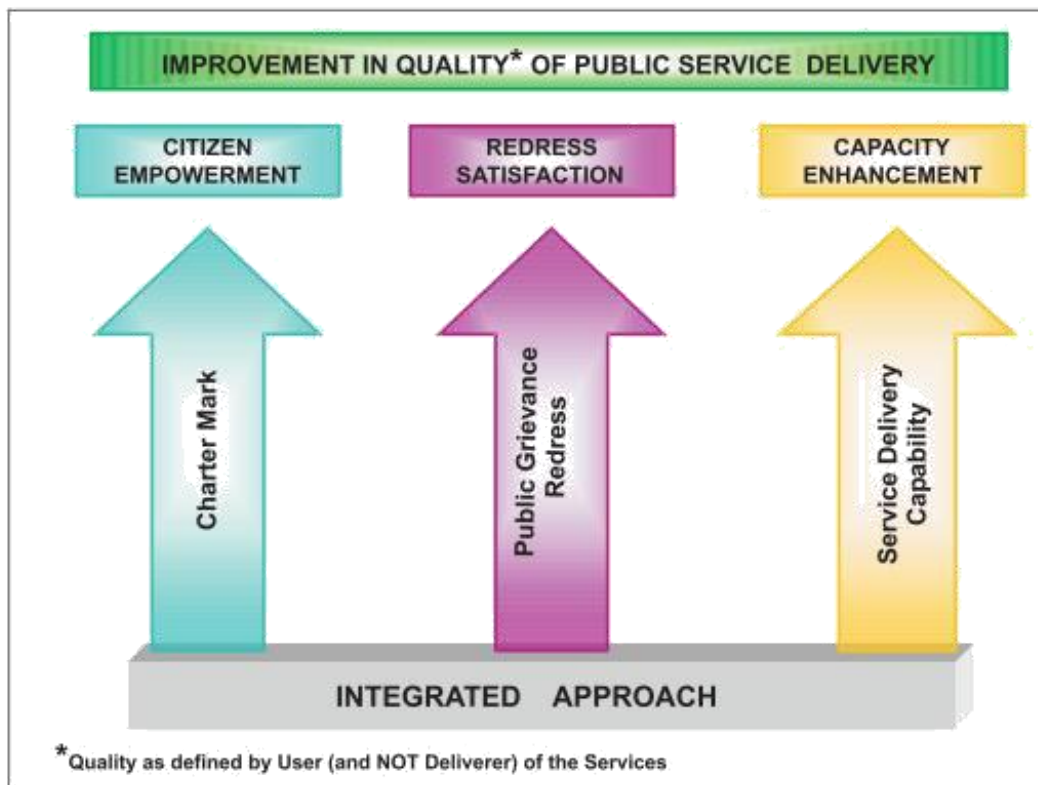 IMPROVEMENT IN QUALITY* OF PUBLIC SERVICE DELIVERY
CITIZEN
EMPOWERMENT
REDRESS
SATISFACTION
CAPACITY
ENHANCEMENT
Charter Mark
Public Grievance
Redress
Service Delivery
Capability
INTEGRATED APPROACH
*Quality as defined by User (and NOT Deliverer) of the Services